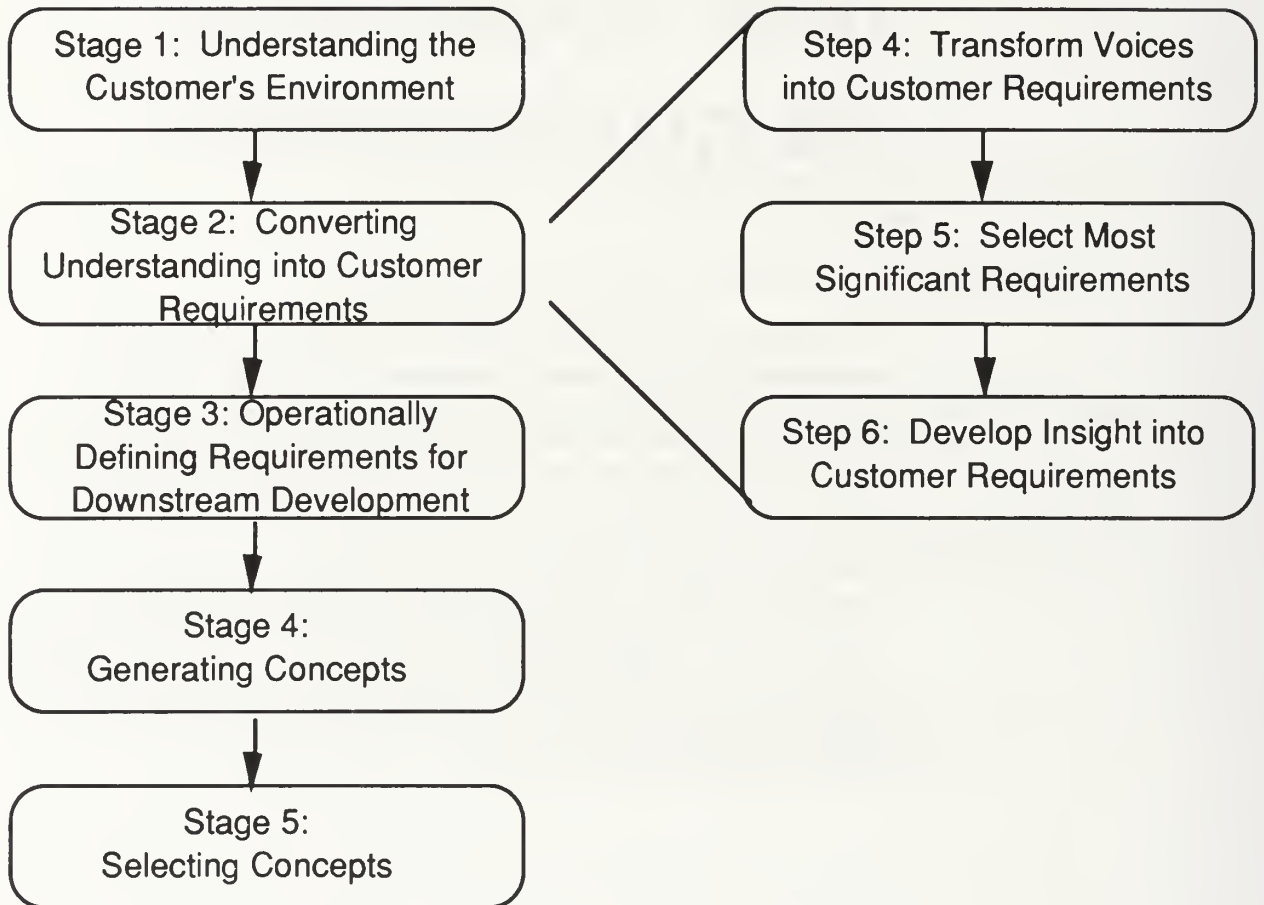 Stage 1: Understanding the
Customer's Environment
Stage 2: Converting
Understanding into Customer
Requirements
Stage 3: Operationally
Defining Requirements for
Downstream Development
Stage 4:
Generating Concepts
Stage 5:
Selecting Concepts
Step 4: Transform Voices
into Customer Requirements
Step 5: Select Most
Significant Requirements
Step 6: Develop Insight into
Customer Requirements